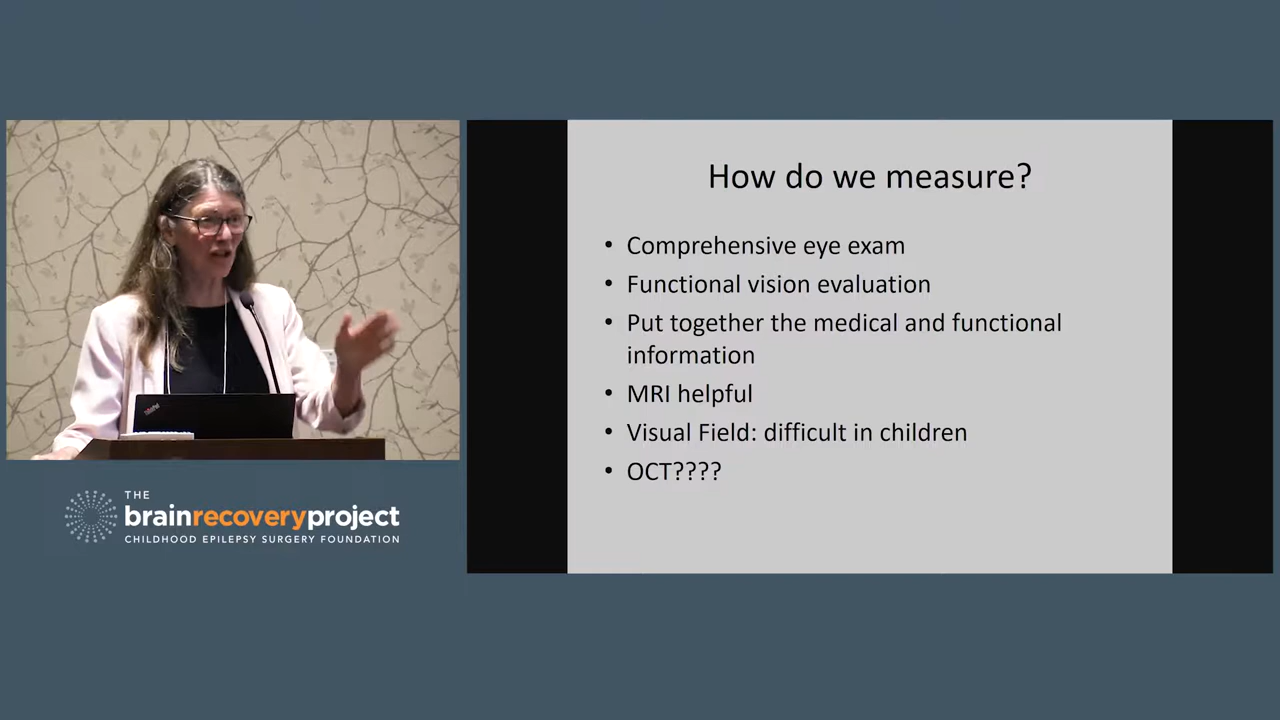 How do we measure?
• Comprehensive eye exam
• Functional vision evaluation
• Put together the medical and functional
information
• MRI helpful
• Visual Field: difficult in children
• OCT????
THE
brainrecoveryproject
CHILDHOOD EPILEPSY SURGERY FOUNDATION